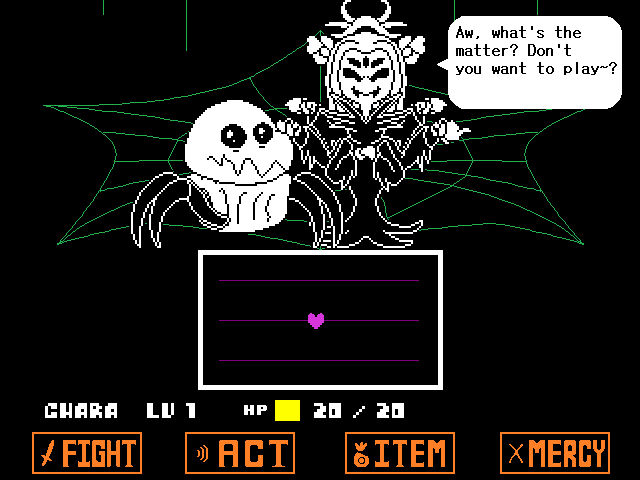 Aw, what's the
matter? Don't
you want to play~?
CHARA LV 1 HP 20 / 20
FIGHT ACT ITEM MERCY